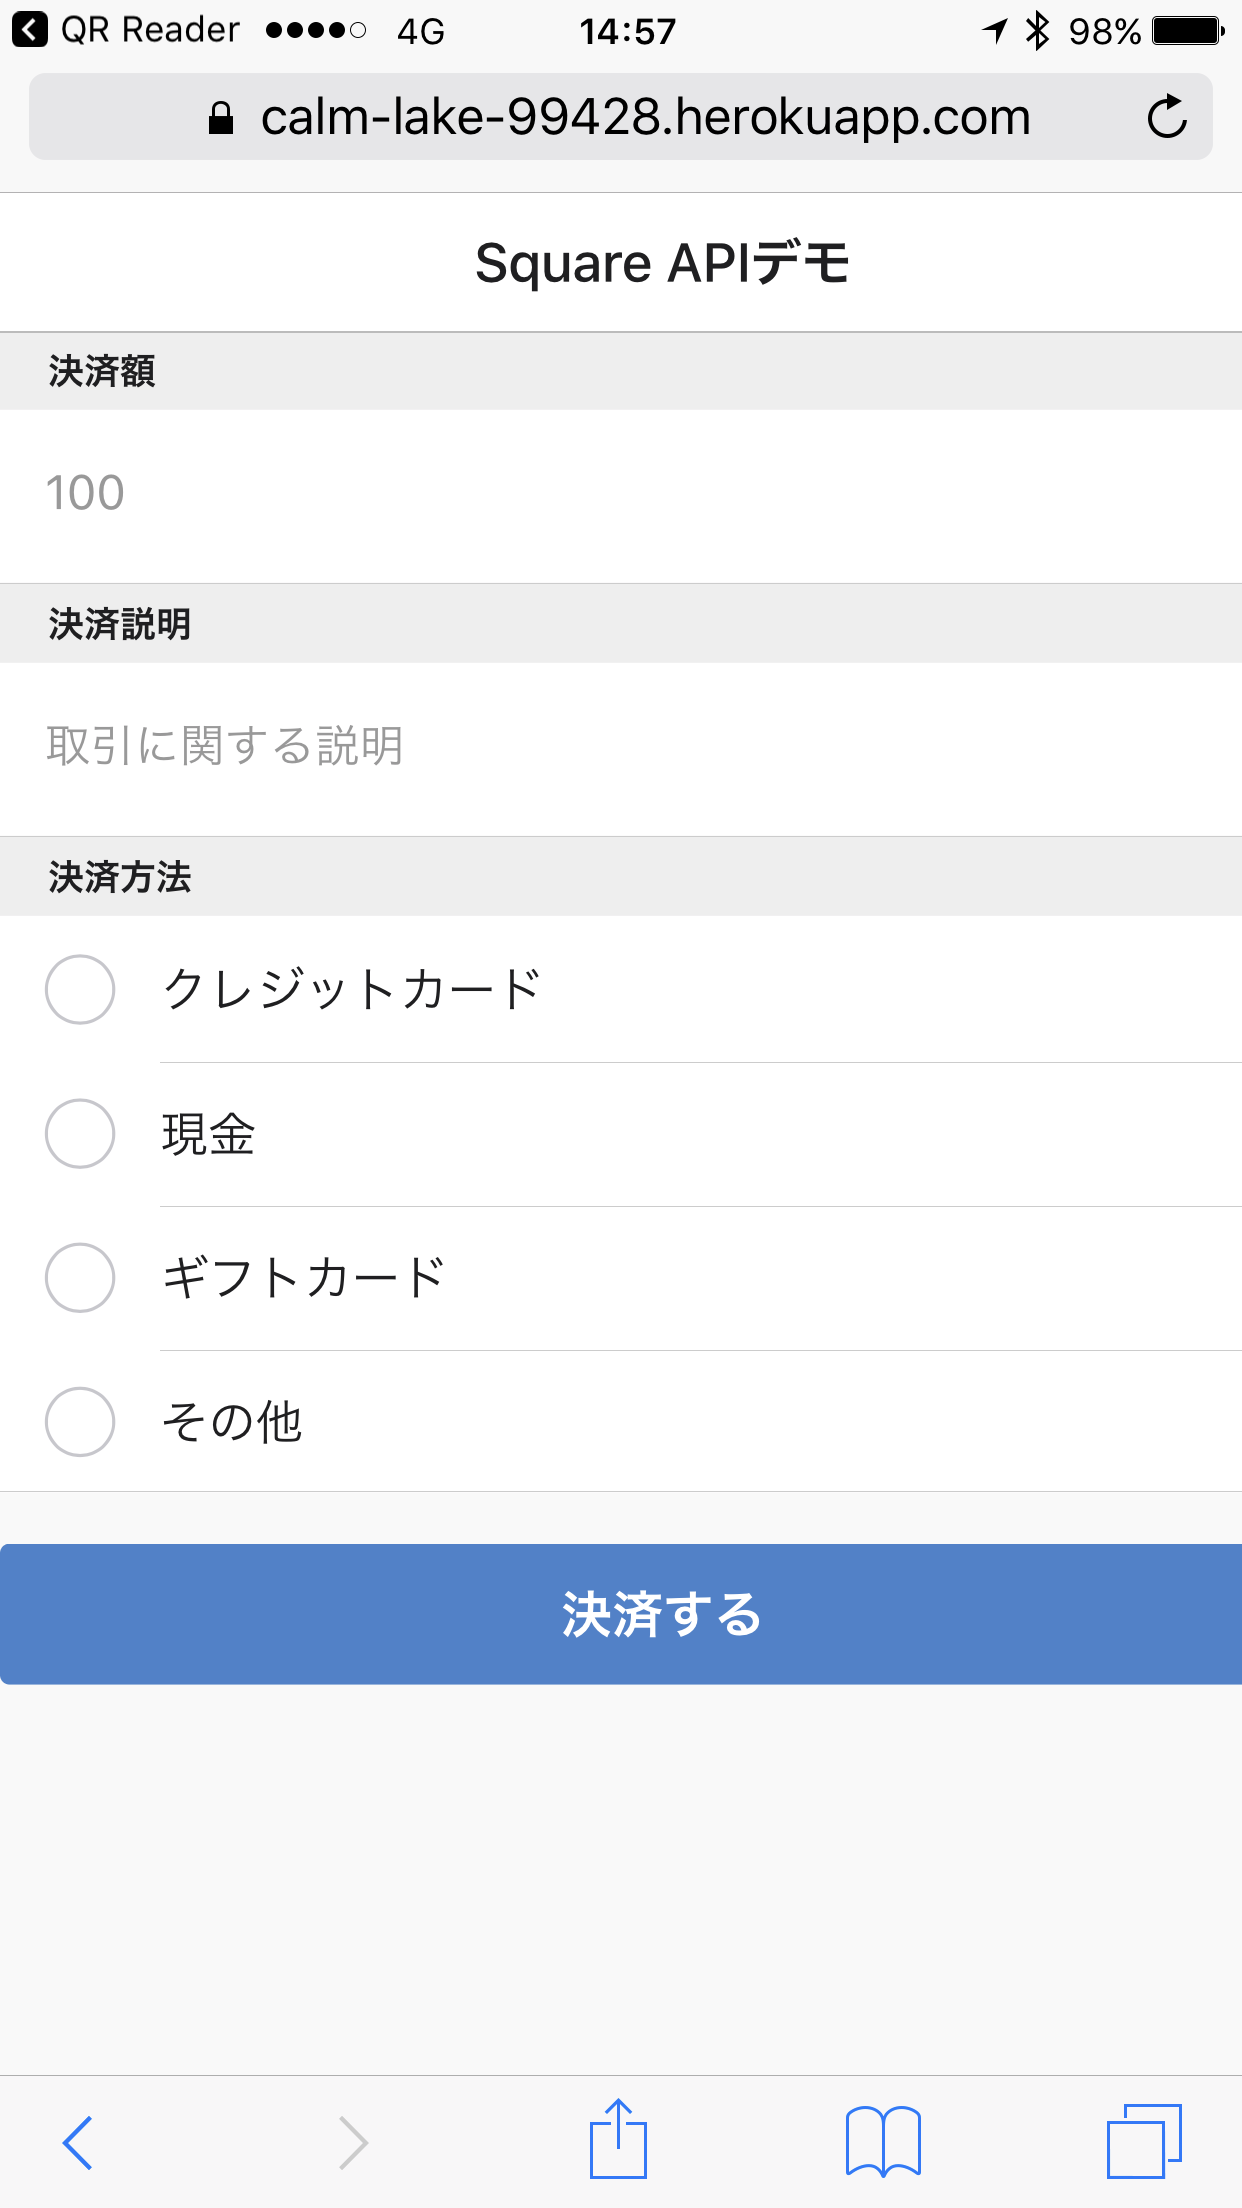 QR Reader 4G 14:57 98%
calm-lake-99428.herokuapp.com
Square APIデモ
決済額
100
決済説明
取引に関する説明
決済方法
クレジットカード
現金
ギフトカード
その他
決済する